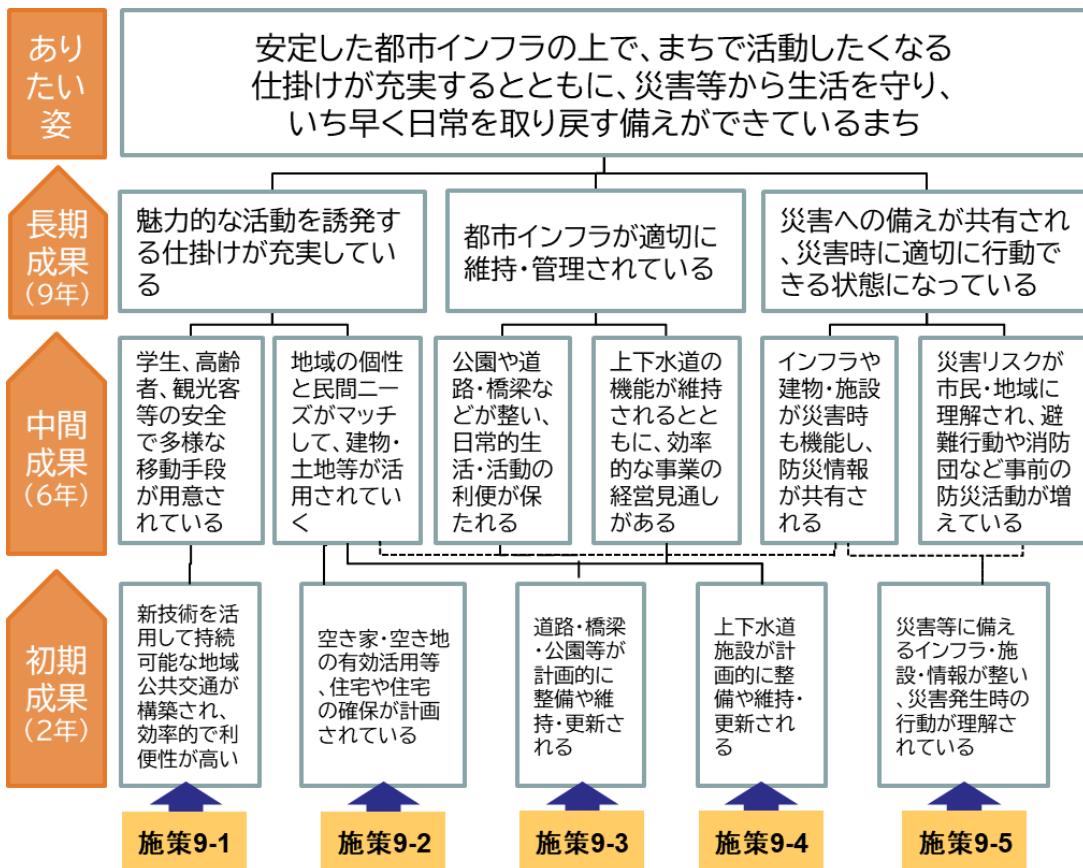 あり
たい
姿
安定した都市インフラの上で、まちで活動したくなる
仕掛けが充実するとともに、災害等から生活を守り、
いち早く日常を取り戻す備えができているまち
長期
成果
(9年)
魅力的な活動を誘発す
る仕掛けが充実してい
る
都市インフラが適切に
維持・管理されている
災害への備えが共有され
、災害時に適切に行動で
きる状態になっている
中間
成果
(6年)
学生、高齢
者、観光客
等の安全
で多様な
移動手段
が用意さ
れている
地域の個性
と民間ニー
ズがマッチ
して、建物・
土地等が活
用されてい
く
公園や道
路・橋梁な
どが整い、
日常的生
活・活動の
利便が保
たれる
上下水道の
機能が維持
されるとと
もに、効率
的な事業の
経営見通し
がある
インフラや
建物・施設
が災害時
も機能し、
防災情報
が共有さ
れる
災害リスクが
市民・地域に
理解され、避
難行動や消防
団など事前の
防災活動が増
えている
初期
成果
(2年)
新技術を活
用して持続
可能な地域
公共交通が
構築され、
効率的で利
便性が高い
空き家・空き地
の有効活用等
、住宅や住宅
の確保が計画
されている
道路・橋梁
・公園等が
計画的に
整備や維
持・更新さ
れる
上下水道
施設が計
画的に整
備や維持・
更新され
る
災害等に備え
るインフラ・施
設・情報が整
い、災害発生時の
行動が理解さ
れている
施策9-1
施策9-2
施策9-3
施策9-4
施策9-5